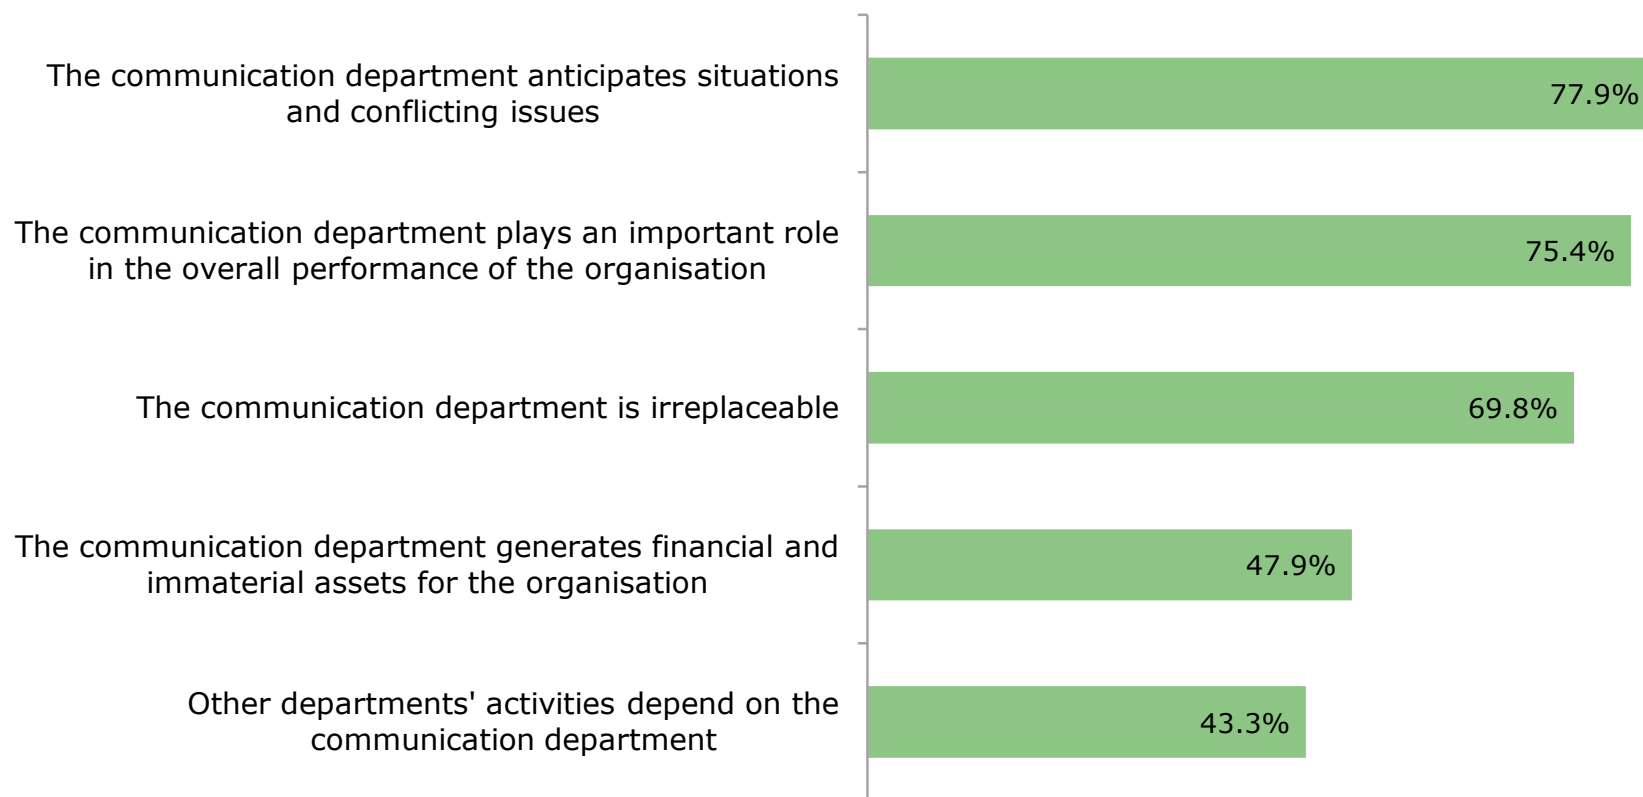 The communication department anticipates situations
and conflicting issues
77.9%
The communication department plays an important role
in the overall performance of the organisation
75.4%
The communication department is irreplaceable
69.8%
The communication department generates financial and
immaterial assets for the organisation
47.9%
Other departments' activities depend on the
communication department
43.3%